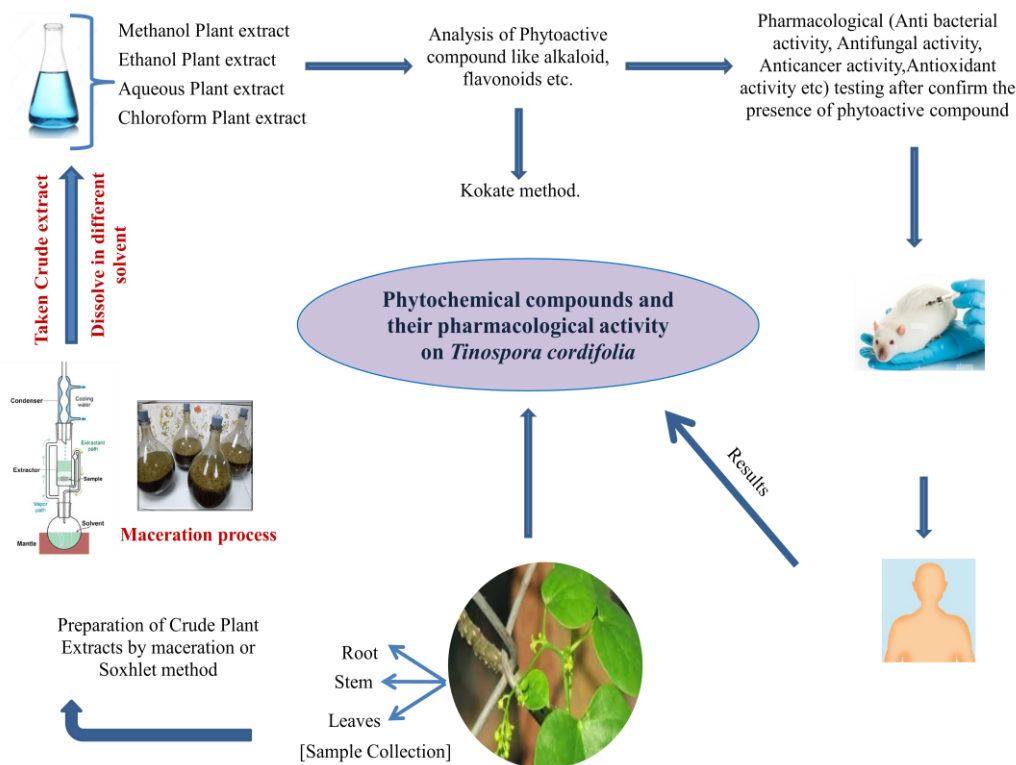 Methanol Plant extract
Ethanol Plant extract
Aqueous Plant extract
Chloroform Plant extract
Analysis of Phytoactive
compound like alkaloid,
flavonoids etc.
Pharmacological (Anti bacterial
activity, Antifungal activity,
Anticancer activity,Antioxidant
activity etc) testing after confirm the
presence of phytoactive compound
Kokate method.
Taken Crude extract
Dissolve in different
solvent
Phytochemical compounds and
their pharmacological activity
on Tinospora cordifolia
Condenser
Cooling
water
Extractant
path
Extractor
Sample
Vapor
path
Solvent
Mantle
Maceration process
Results
Preparation of Crude Plant
Extracts by maceration or
Soxhlet method
Root
Stem
Leaves
[Sample Collection]